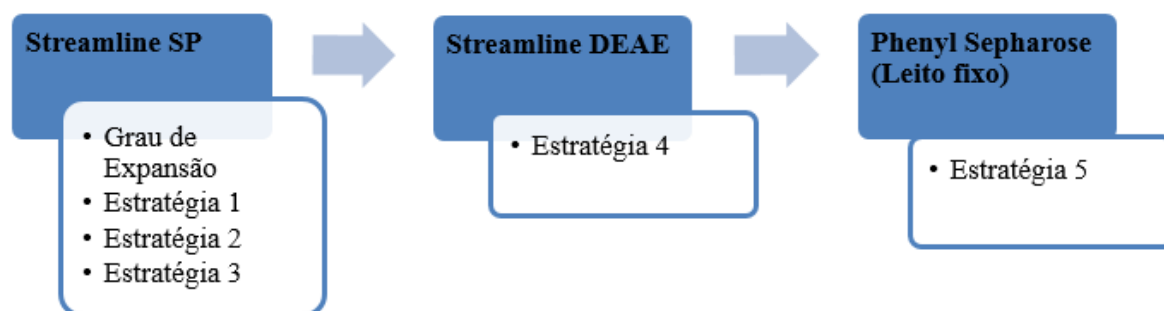 Streamline SP
• Grau de
Expansão
• Estratégia 1
• Estratégia 2
• Estratégia 3
Streamline DEAE
• Estratégia 4
Phenyl Sepharose
(Leito fixo)
• Estratégia 5